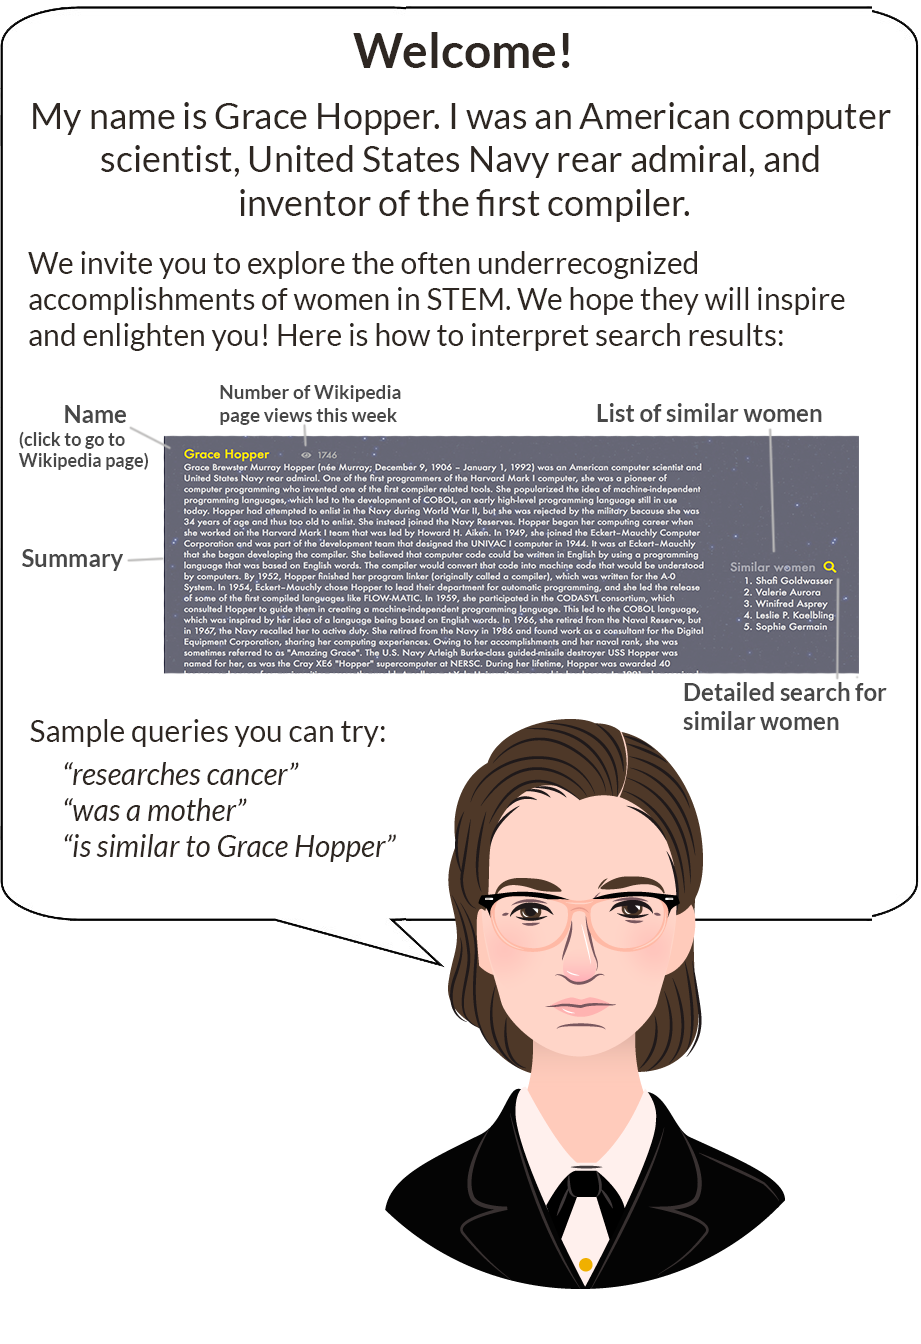 Welcome!
My name is Grace Hopper. I was an American computer
scientist, United States Navy rear admiral, and
inventor of the first compiler.
We invite you to explore the often underrecognized
accomplishments of women in STEM. We hope they will inspire
and enlighten you! Here is how to interpret search results:
Number of Wikipedia
page views this week
Name
(click to go to
Wikipedia page)
List of similar women
Summary
Grace Hopper 1746
Grace Brewster Murray Hopper (née Murray; December 9, 1906 – January 1, 1992) was an American computer scientist and
United States Navy rear admiral. One of the first programmers of the Harvard Mark I computer, she was a pioneer of
computer programming who invented one of the first compiler related tools. She popularized the idea of machine-independent
programming languages, which led to the development of COBOL, an early high-level programming language still in use
today. Hopper had attempted to enlist in the Navy during World War II, but she was rejected by the military because she was
34 years of age and thus too old to enlist. She instead joined the Navy Reserves. Hopper began her computing career when
she worked on the Harvard Mark I team that was led by Howard H. Aiken. In 1949, she joined the Eckert–Mauchly Computer
Corporation and was part of the development team that designed the UNIVAC I computer in 1944. It was at Eckert–Mauchly
that she began developing the compiler. She believed that computer code could be written in English by using a programming
language that was based on English words. The compiler would convert that code into machine code that would be understood
by computers. By 1952, Hopper finished her program linker (originally called a compiler), which was written for the A-0
System. In 1954, Eckert–Mauchly chose Hopper to lead their department for automatic programming, and she led the release
of some of the first compiled languages like FLOW-MATIC. In 1959, she participated in the CODASYL consortium, which
consulted Hopper to guide them in creating a machine-independent programming language. This led to the COBOL language,
which was inspired by her idea of a language being based on English words. In 1966, she retired from the Naval Reserve, but
in 1967, the Navy recalled her to active duty. She retired from the Navy in 1986 and found work as a consultant for the Digital
Equipment Corporation, sharing her computing experiences. Owing to her accomplishments and her naval rank, she was
sometimes referred to as "Amazing Grace". The U.S. Navy Arleigh Burke-class guided-missile destroyer USS Hopper was
named for her, as was the Cray XE6 "Hopper" supercomputer at NERSC. During her lifetime, Hopper was awarded 40
Similar women
1. Shafi Goldwasser
2. Valerie Aurora
3. Winifred Asprey
4. Leslie P. Kaelbling
5. Sophie Germain
Detailed search for
similar women
Sample queries you can try:
“researches cancer”
“was a mother”
“is similar to Grace Hopper”